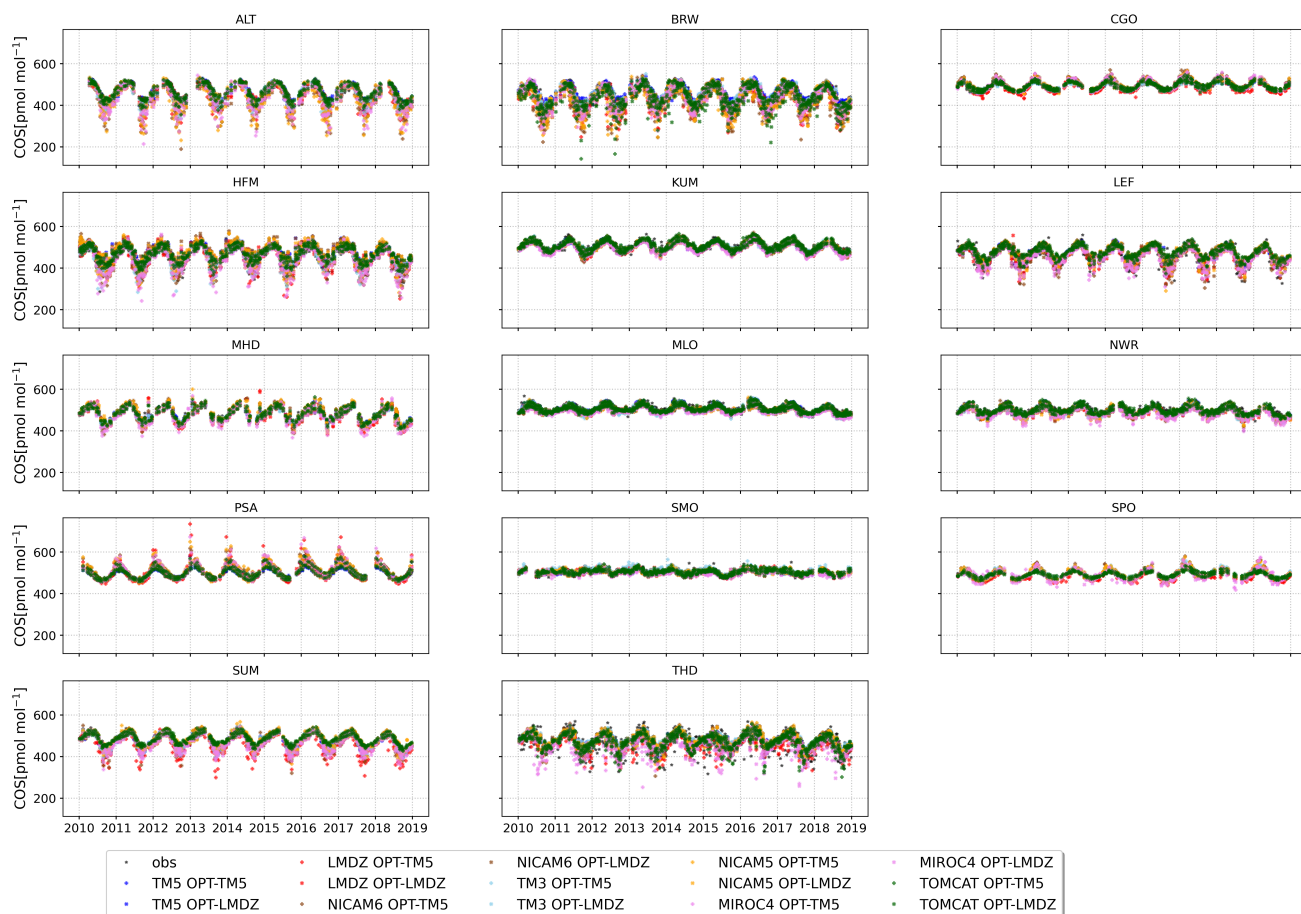 ALT
BRW
CGO
COS[pmol mol⁻¹]
600
400
200
HFM
KUM
LEF
COS[pmol mol⁻¹]
600
400
200
MHD
MLO
NWR
COS[pmol mol⁻¹]
600
400
200
PSA
SMO
SPO
COS[pmol mol⁻¹]
600
400
200
SUM
THD
COS[pmol mol⁻¹]
600
400
200
2010 2011 2012 2013 2014 2015 2016 2017 2018 2019
2010 2011 2012 2013 2014 2015 2016 2017 2018 2019
obs
TM5 OPT-TM5
TM5 OPT-LMDZ
LMDZ OPT-TM5
LMDZ OPT-LMDZ
NICAM6 OPT-TM5
NICAM6 OPT-LMDZ
TM3 OPT-TM5
TM3 OPT-LMDZ
NICAM5 OPT-TM5
NICAM5 OPT-LMDZ
MIROC4 OPT-TM5
MIROC4 OPT-LMDZ
TOMCAT OPT-TM5
TOMCAT OPT-LMDZ